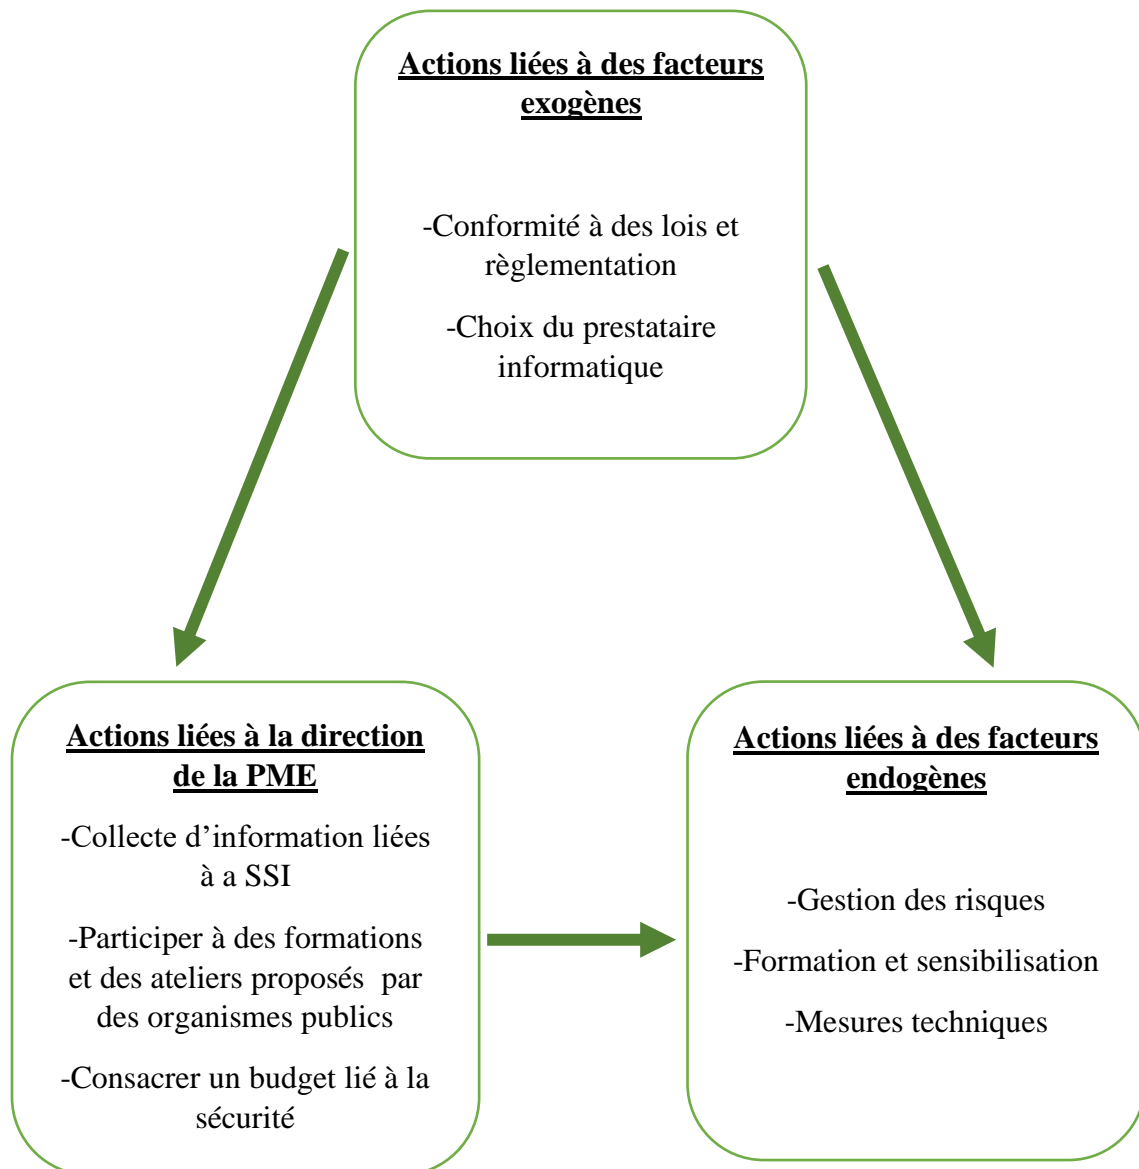 Actions liées à des facteurs
exogènes
-Conformité à des lois et
règlementation
-Choix du prestataire
informatique
Actions liées à la direction
de la PME
-Collecte d’information liées
à a SSI
-Participer à des formations
et des ateliers proposés  par
des organismes publics
-Consacrer un budget lié à la
sécurité
Actions liées à des facteurs
endogènes
-Gestion des risques
-Formation et sensibilisation
-Mesures techniques